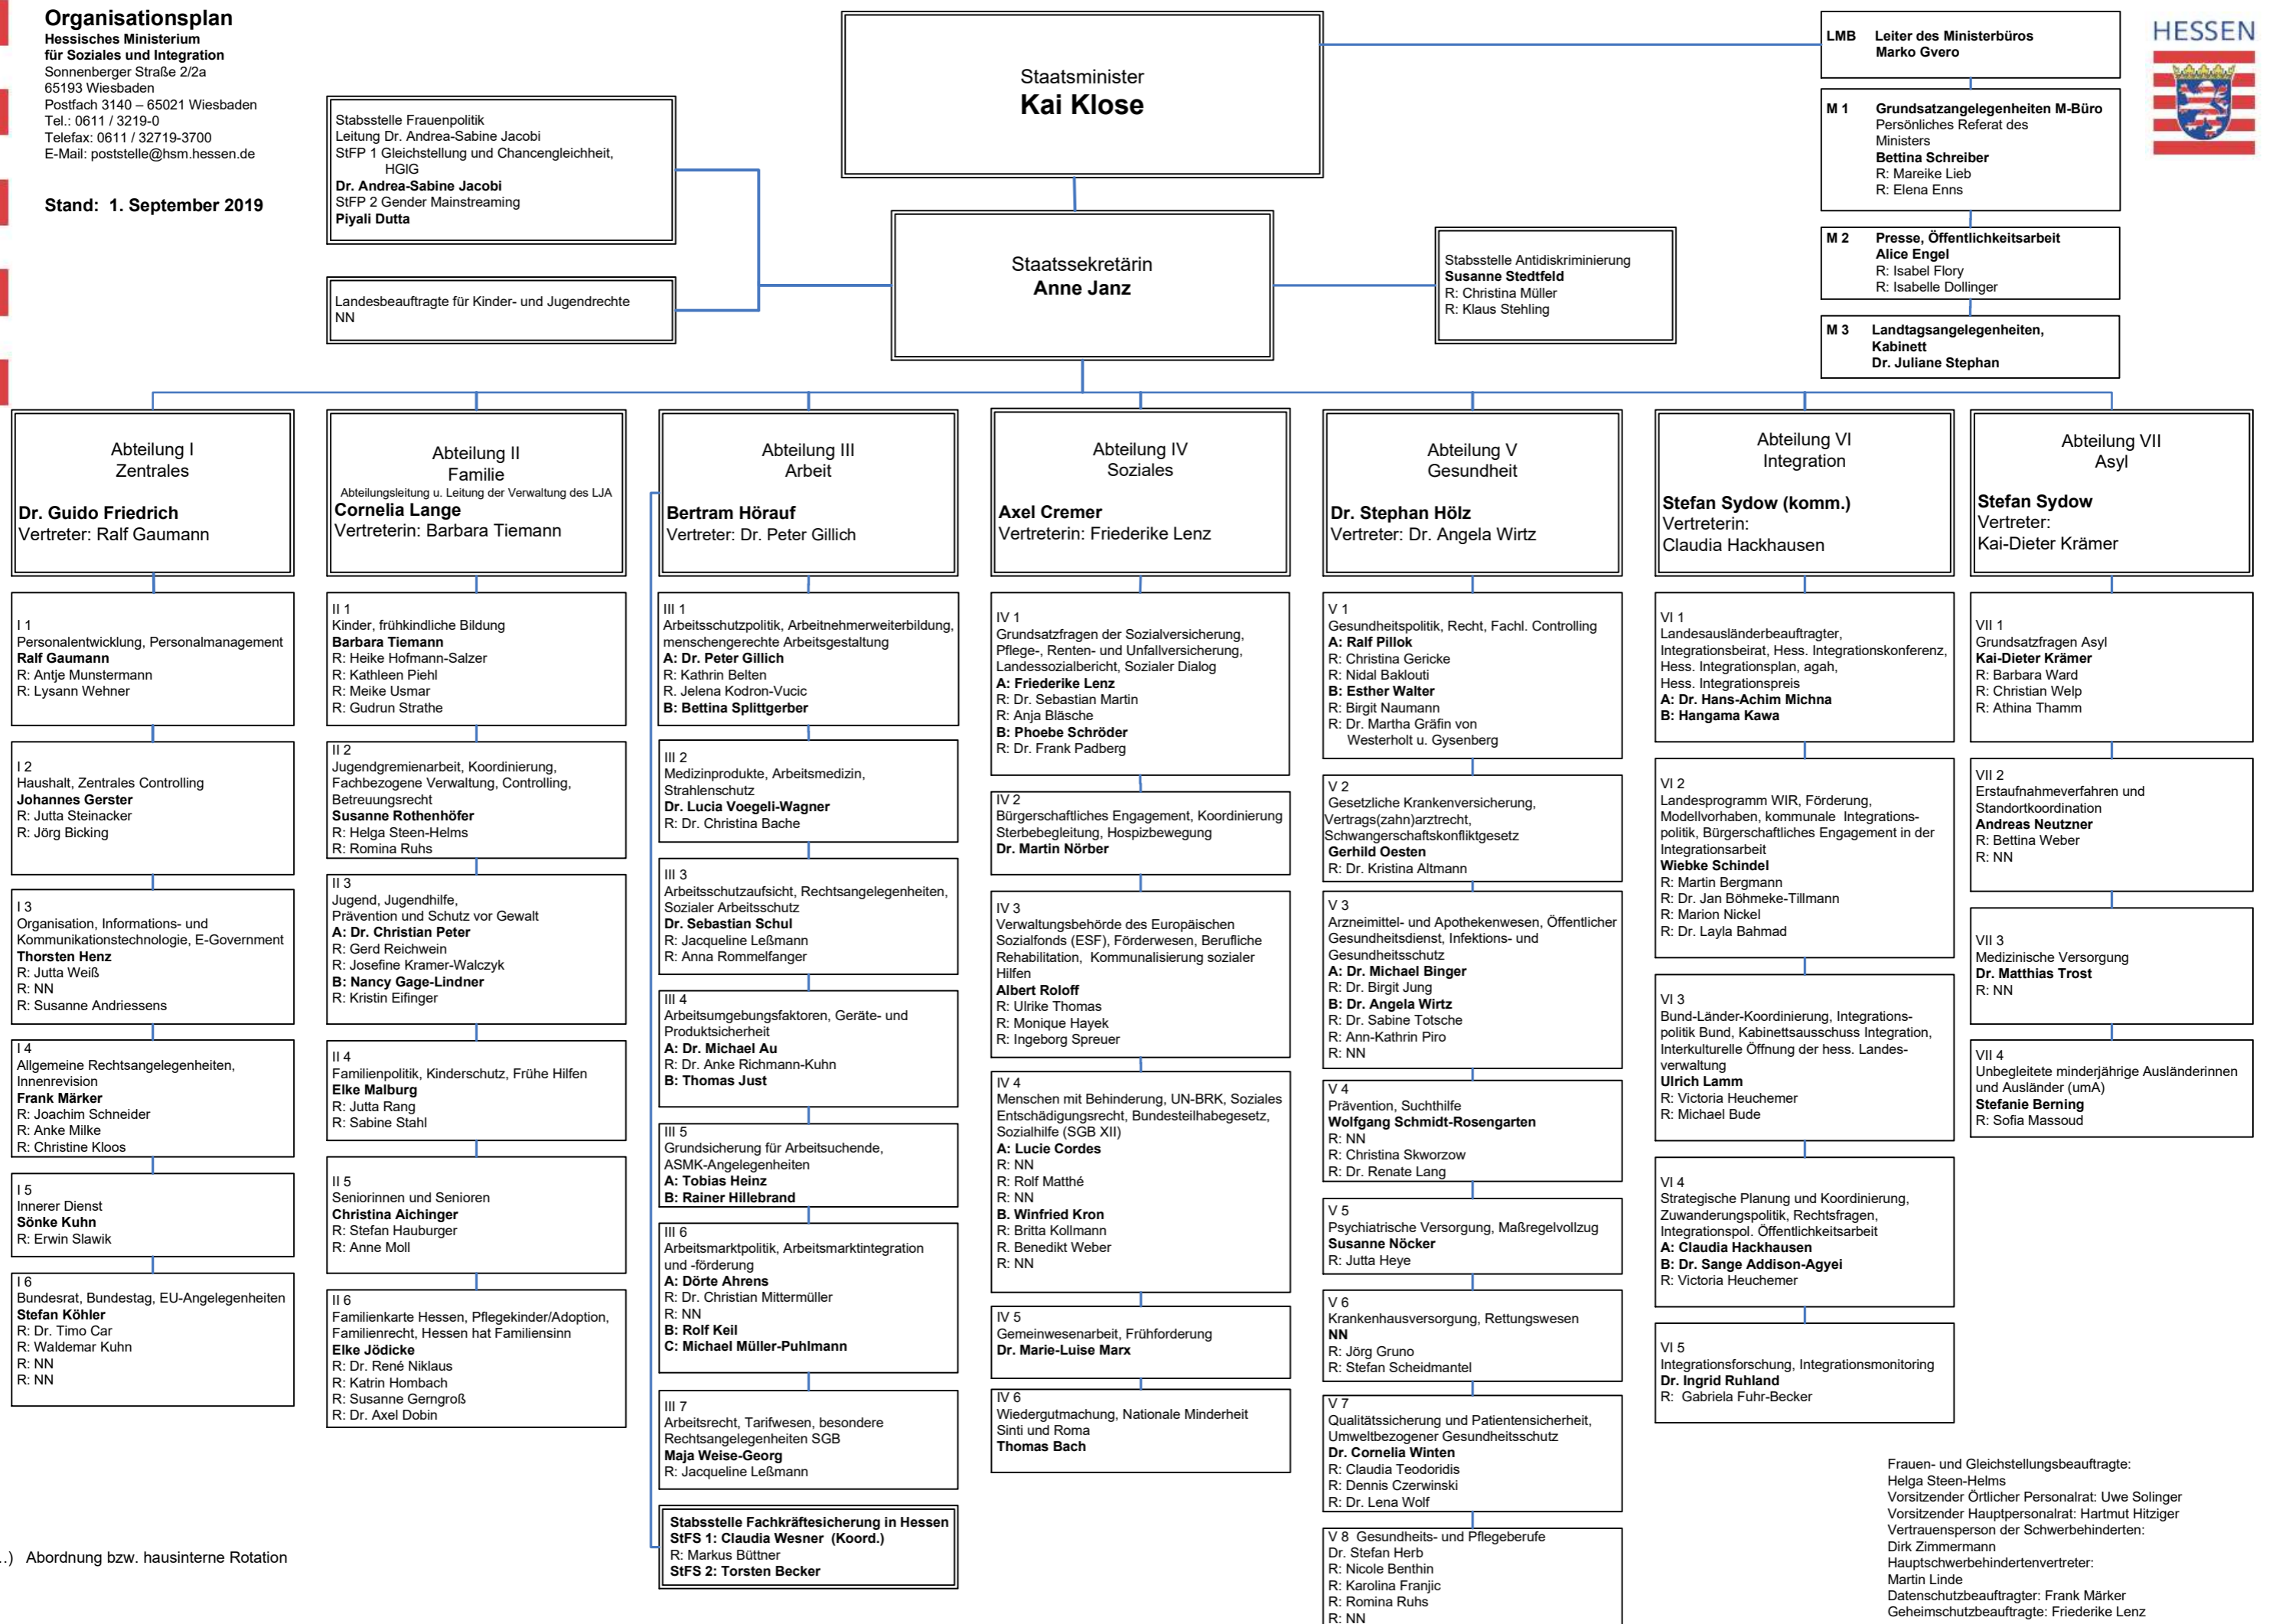 Organisationsplan
Hessisches Ministerium
für Soziales und Integration
Sonnenberger Straße 2/2a
65193 Wiesbaden
Postfach 3140 – 65021 Wiesbaden
Tel.: 0611 / 3219-0
Telefax: 0611 / 32719-3700
E-Mail: poststelle@hsm.hessen.de
Stand: 1. September 2019
Stabsstelle Frauenpolitik
Leitung Dr. Andrea-Sabine Jacobi
StFP 1 Gleichstellung und Chancengleichheit,
HGlG
Dr. Andrea-Sabine Jacobi
StFP 2 Gender Mainstreaming
Piyali Dutta
Landesbeauftragte für Kinder- und Jugendrechte
NN
Staatsminister
Kai Klose
Staatssekretärin
Anne Janz
Stabsstelle Antidiskriminierung
Susanne Stedtfeld
R: Christina Müller
R: Klaus Stehling
LMB Leiter des Ministerbüros
Marko Gvero
M 1 Grundsatzangelegenheiten M-Büro
Persönliches Referat des
Ministers
Bettina Schreiber
R: Mareike Lieb
R: Elena Enns
M 2 Presse, Öffentlichkeitsarbeit
Alice Engel
R: Isabel Flory
R: Isabelle Dollinger
M 3 Landtagsangelegenheiten,
Kabinett
Dr. Juliane Stephan
HESSEN
Abteilung I
Zentrales
Dr. Guido Friedrich
Vertreter: Ralf Gaumann
I 1
Personalentwicklung, Personalmanagement
Ralf Gaumann
R: Antje Munstermann
R: Lysann Wehner
I 2
Haushalt, Zentrales Controlling
Johannes Gerster
R: Jutta Steinacker
R: Jörg Bicking
I 3
Organisation, Informations- und
Kommunikationstechnologie, E-Government
Thorsten Henz
R: Jutta Weiß
R: NN
R: Susanne Andriessens
I 4
Allgemeine Rechtsangelegenheiten,
Innenrevision
Frank Märker
R: Joachim Schneider
R: Anke Milke
R: Christine Kloos
I 5
Innerer Dienst
Sönke Kuhn
R: Erwin Slawik
I 6
Bundesrat, Bundestag, EU-Angelegenheiten
Stefan Köhler
R: Dr. Timo Car
R: Waldemar Kuhn
R: NN
R: NN
Abteilung II
Familie
Abteilungsleitung u. Leitung der Verwaltung des LJA
Cornelia Lange
Vertreterin: Barbara Tiemann
II 1
Kinder, frühkindliche Bildung
Barbara Tiemann
R: Heike Hofmann-Salzer
R: Kathleen Piehl
R: Meike Usmar
R: Gudrun Strathe
II 2
Jugendgremienarbeit, Koordinierung,
Fachbezogene Verwaltung, Controlling,
Betreuungsrecht
Susanne Rothenhöfer
R: Helga Steen-Helms
R: Romina Ruhs
II 3
Jugend, Jugendhilfe,
Prävention und Schutz vor Gewalt
A: Dr. Christian Peter
R: Gerd Reichwein
R: Josefine Kramer-Walczyk
B: Nancy Gage-Lindner
R: Kristin Eifinger
II 4
Familienpolitik, Kinderschutz, Frühe Hilfen
Elke Malburg
R: Jutta Rang
R: Sabine Stahl
II 5
Seniorinnen und Senioren
Christina Aichinger
R: Stefan Hauburger
R: Anne Moll
II 6
Familienkarte Hessen, Pflegekinder/Adoption,
Familienrecht, Hessen hat Familiensinn
Elke Jödicke
R: Dr. René Niklaus
R: Katrin Hombach
R: Susanne Gerngroß
R: Dr. Axel Dobin
Abteilung III
Arbeit
Bertram Hörauf
Vertreter: Dr. Peter Gillich
III 1
Arbeitsschutzpolitik, Arbeitnehmerweiterbildung,
menschengerechte Arbeitsgestaltung
A: Dr. Peter Gillich
R: Kathrin Belten
R. Jelena Kodron-Vucic
B: Bettina Splittgerber
III 2
Medizinprodukte, Arbeitsmedizin,
Strahlenschutz
Dr. Lucia Voegeli-Wagner
R: Dr. Christina Bache
III 3
Arbeitsschutzaufsicht, Rechtsangelegenheiten,
Sozialer Arbeitsschutz
Dr. Sebastian Schul
R: Jacqueline Leßmann
R: Anna Rommelfanger
III 4
Arbeitsumgebungsfaktoren, Geräte- und
Produktsicherheit
A: Dr. Michael Au
R: Dr. Anke Richmann-Kuhn
B: Thomas Just
III 5
Grundsicherung für Arbeitsuchende,
ASMK-Angelegenheiten
A: Tobias Heinz
B: Rainer Hillebrand
III 6
Arbeitsmarktpolitik, Arbeitsmarktintegration
und -förderung
A: Dörte Ahrens
R: Dr. Christian Mittermüller
R: NN
B: Rolf Keil
C: Michael Müller-Puhlmann
III 7
Arbeitsrecht, Tarifwesen, besondere
Rechtsangelegenheiten SGB
Maja Weise-Georg
R: Jacqueline Leßmann
Stabsstelle Fachkräftesicherung in Hessen
StFS 1: Claudia Wesner (Koord.)
R: Markus Büttner
StFS 2: Torsten Becker
Abteilung IV
Soziales
Axel Cremer
Vertreterin: Friederike Lenz
IV 1
Grundsatzfragen der Sozialversicherung,
Pflege-, Renten- und Unfallversicherung,
Landessozialbericht, Sozialer Dialog
A: Friederike Lenz
R: Dr. Sebastian Martin
R: Anja Bläsche
B: Phoebe Schröder
R: Dr. Frank Padberg
IV 2
Bürgerschaftliches Engagement, Koordinierung
Sterbebegleitung, Hospizbewegung
Dr. Martin Nörber
IV 3
Verwaltungsbehörde des Europäischen
Sozialfonds (ESF), Förderwesen, Berufliche
Rehabilitation, Kommunalisierung sozialer
Hilfen
Albert Roloff
R: Ulrike Thomas
R: Monique Hayek
R: Ingeborg Spreuer
IV 4
Menschen mit Behinderung, UN-BRK, Soziales
Entschädigungsrecht, Bundesteilhabegesetz,
Sozialhilfe (SGB XII)
A: Lucie Cordes
R: NN
R: Rolf Matthé
R: NN
B. Winfried Kron
R: Britta Kollmann
R. Benedikt Weber
R: NN
IV 5
Gemeinwesenarbeit, Frühforderung
Dr. Marie-Luise Marx
IV 6
Wiedergutmachung, Nationale Minderheit
Sinti und Roma
Thomas Bach
Abteilung V
Gesundheit
Dr. Stephan Hölz
Vertreter: Dr. Angela Wirtz
V 1
Gesundheitspolitik, Recht, Fachl. Controlling
A: Ralf Pillok
R: Christina Gericke
R: Nidal Baklouti
B: Esther Walter
R: Birgit Naumann
R: Dr. Martha Gräfin von
Westerholt u. Gysenberg
V 2
Gesetzliche Krankenversicherung,
Vertrags(zahn)arztrecht,
Schwangerschaftskonfliktgesetz
Gerhild Oesten
R: Dr. Kristina Altmann
V 3
Arzneimittel- und Apothekenwesen, Öffentlicher
Gesundheitsdienst, Infektions- und
Gesundheitsschutz
A: Dr. Michael Binger
R: Dr. Birgit Jung
B: Dr. Angela Wirtz
R: Dr. Sabine Totsche
R: Ann-Kathrin Piro
R: NN
V 4
Prävention, Suchthilfe
Wolfgang Schmidt-Rosengarten
R: NN
R: Christina Skworzow
R: Dr. Renate Lang
V 5
Psychiatrische Versorgung, Maßregelvollzug
Susanne Nöcker
R: Jutta Heye
V 6
Krankenhausversorgung, Rettungswesen
NN
R: Jörg Gruno
R: Stefan Scheidmantel
V 7
Qualitätssicherung und Patientensicherheit,
Umweltbezogener Gesundheitsschutz
Dr. Cornelia Winten
R: Claudia Teodoridis
R: Dennis Czerwinski
R: Dr. Lena Wolf
V 8 Gesundheits- und Pflegeberufe
Dr. Stefan Herb
R: Nicole Benthin
R: Karolina Franjic
R: Romina Ruhs
R: NN
Abteilung VI
Integration
Stefan Sydow (komm.)
Vertreterin:
Claudia Hackhausen
VI 1
Landesausländerbeauftragter,
Integrationsbeirat, Hess. Integrationskonferenz,
Hess. Integrationsplan, agah,
Hess. Integrationspreis
A: Dr. Hans-Achim Michna
B: Hangama Kawa
VI 2
Landesprogramm WIR, Förderung,
Modellvorhaben, kommunale Integrations-
politik, Bürgerschaftliches Engagement in der
Integrationsarbeit
Wiebke Schindel
R: Martin Bergmann
R: Dr. Jan Böhmeke-Tillmann
R: Marion Nickel
R: Dr. Layla Bahmad
VI 3
Bund-Länder-Koordinierung, Integrations-
politik Bund, Kabinettsausschuss Integration,
Interkulturelle Öffnung der hess. Landes-
verwaltung
Ulrich Lamm
R: Victoria Heuchemer
R: Michael Bude
VI 4
Strategische Planung und Koordinierung,
Zuwanderungspolitik, Rechtsfragen,
Integrationspol. Öffentlichkeitsarbeit
A: Claudia Hackhausen
B: Dr. Sange Addison-Agyei
R: Victoria Heuchemer
VI 5
Integrationsforschung, Integrationsmonitoring
Dr. Ingrid Ruhland
R: Gabriela Fuhr-Becker
Abteilung VII
Asyl
Stefan Sydow
Vertreter:
Kai-Dieter Krämer
VII 1
Grundsatzfragen Asyl
Kai-Dieter Krämer
R: Barbara Ward
R: Christian Welp
R: Athina Thamm
VII 2
Erstaufnahmeverfahren und
Standortkoordination
Andreas Neutzner
R: Bettina Weber
R: NN
VII 3
Medizinische Versorgung
Dr. Matthias Trost
R: NN
VII 4
Unbegleitete minderjährige Ausländerinnen
und Ausländer (umA)
Stefanie Berning
R: Sofia Massoud
..) Abordnung bzw. hausinterne Rotation
Frauen- und Gleichstellungsbeauftragte:
Helga Steen-Helms
Vorsitzender Örtlicher Personalrat: Uwe Solinger
Vorsitzender Hauptpersonalrat: Hartmut Hitziger
Vertrauensperson der Schwerbehinderten:
Dirk Zimmermann
Hauptschwerbehindertenvertreter:
Martin Linde
Datenschutzbeauftragter: Frank Märker
Geheimschutzbeauftragte: Friederike Lenz